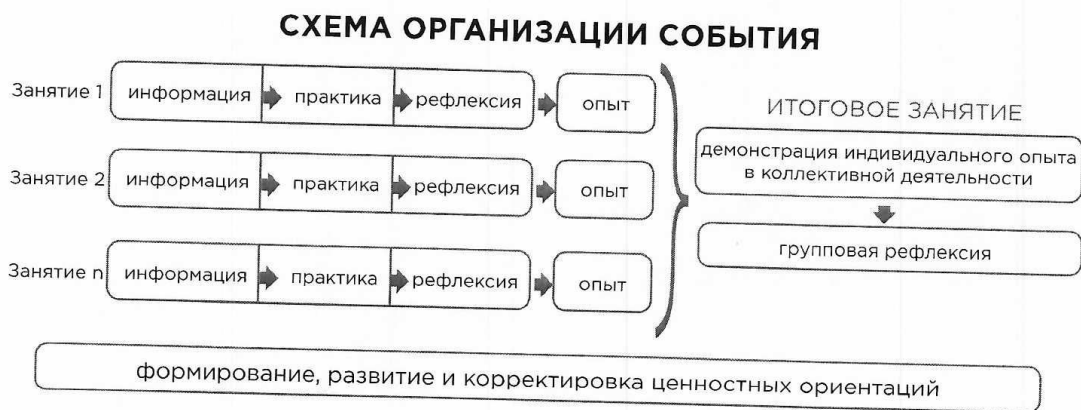 СХЕМА ОРГАНИЗАЦИИ СОБЫТИЯ
Занятие 1 информация практика рефлексия опыт
Занятие 2 информация практика рефлексия опыт
Занятие n информация практика рефлексия опыт
ИТОГОВОЕ ЗАНЯТИЕ
демонстрация индивидуального опыта
в коллективной деятельности
групповая рефлексия
формирование, развитие и корректировка ценностных ориентаций